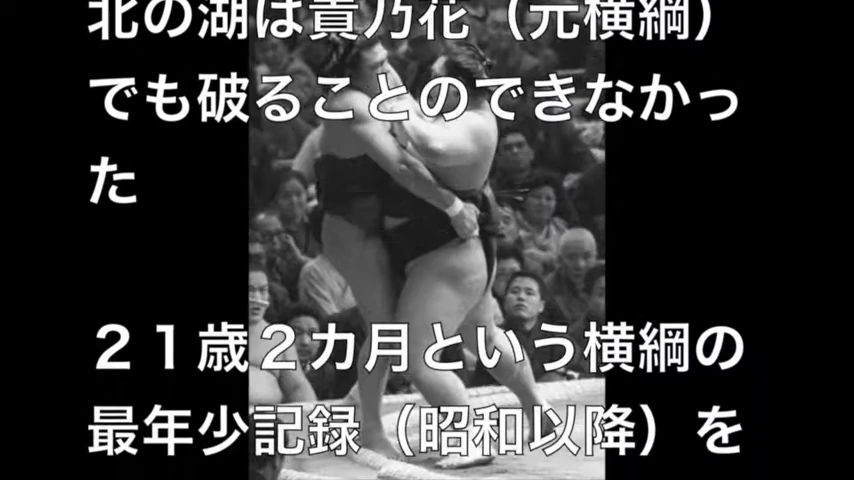 北の湖は貴乃花（元横綱）
でも破ることのできなかっ
た
２１歳２カ月という横綱の
最年少記録（昭和以降）を